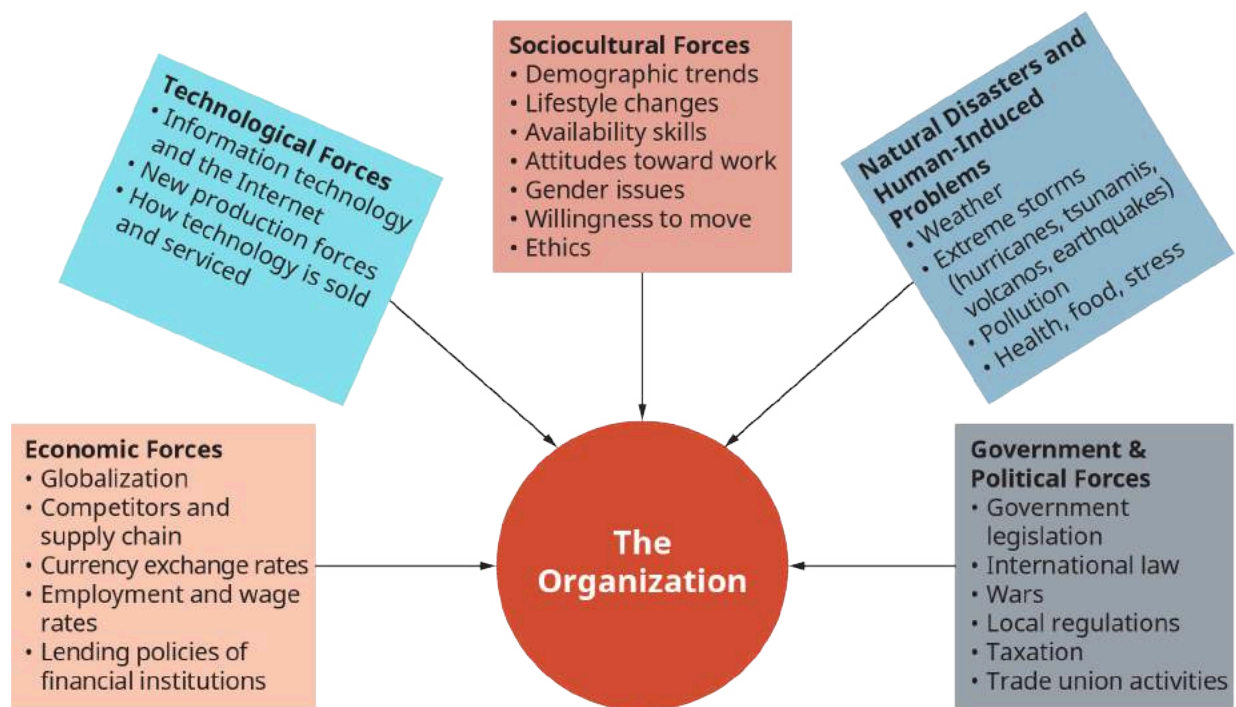 Technological Forces
• Information technology
and the Internet
• New production forces
• How technology is sold
and serviced
Sociocultural Forces
• Demographic trends
• Lifestyle changes
• Availability skills
• Attitudes toward work
• Gender issues
• Willingness to move
• Ethics
Natural Disasters and
Human-Induced
Problems
• Weather
• Extreme storms
(hurricanes, tsunamis,
volcanos, earthquakes)
• Pollution
• Health, food, stress
Economic Forces
• Globalization
• Competitors and
supply chain
• Currency exchange rates
• Employment and wage
rates
• Lending policies of
financial institutions
The
Organization
Government &
Political Forces
• Government
legislation
• International law
• Wars
• Local regulations
• Taxation
• Trade union activities